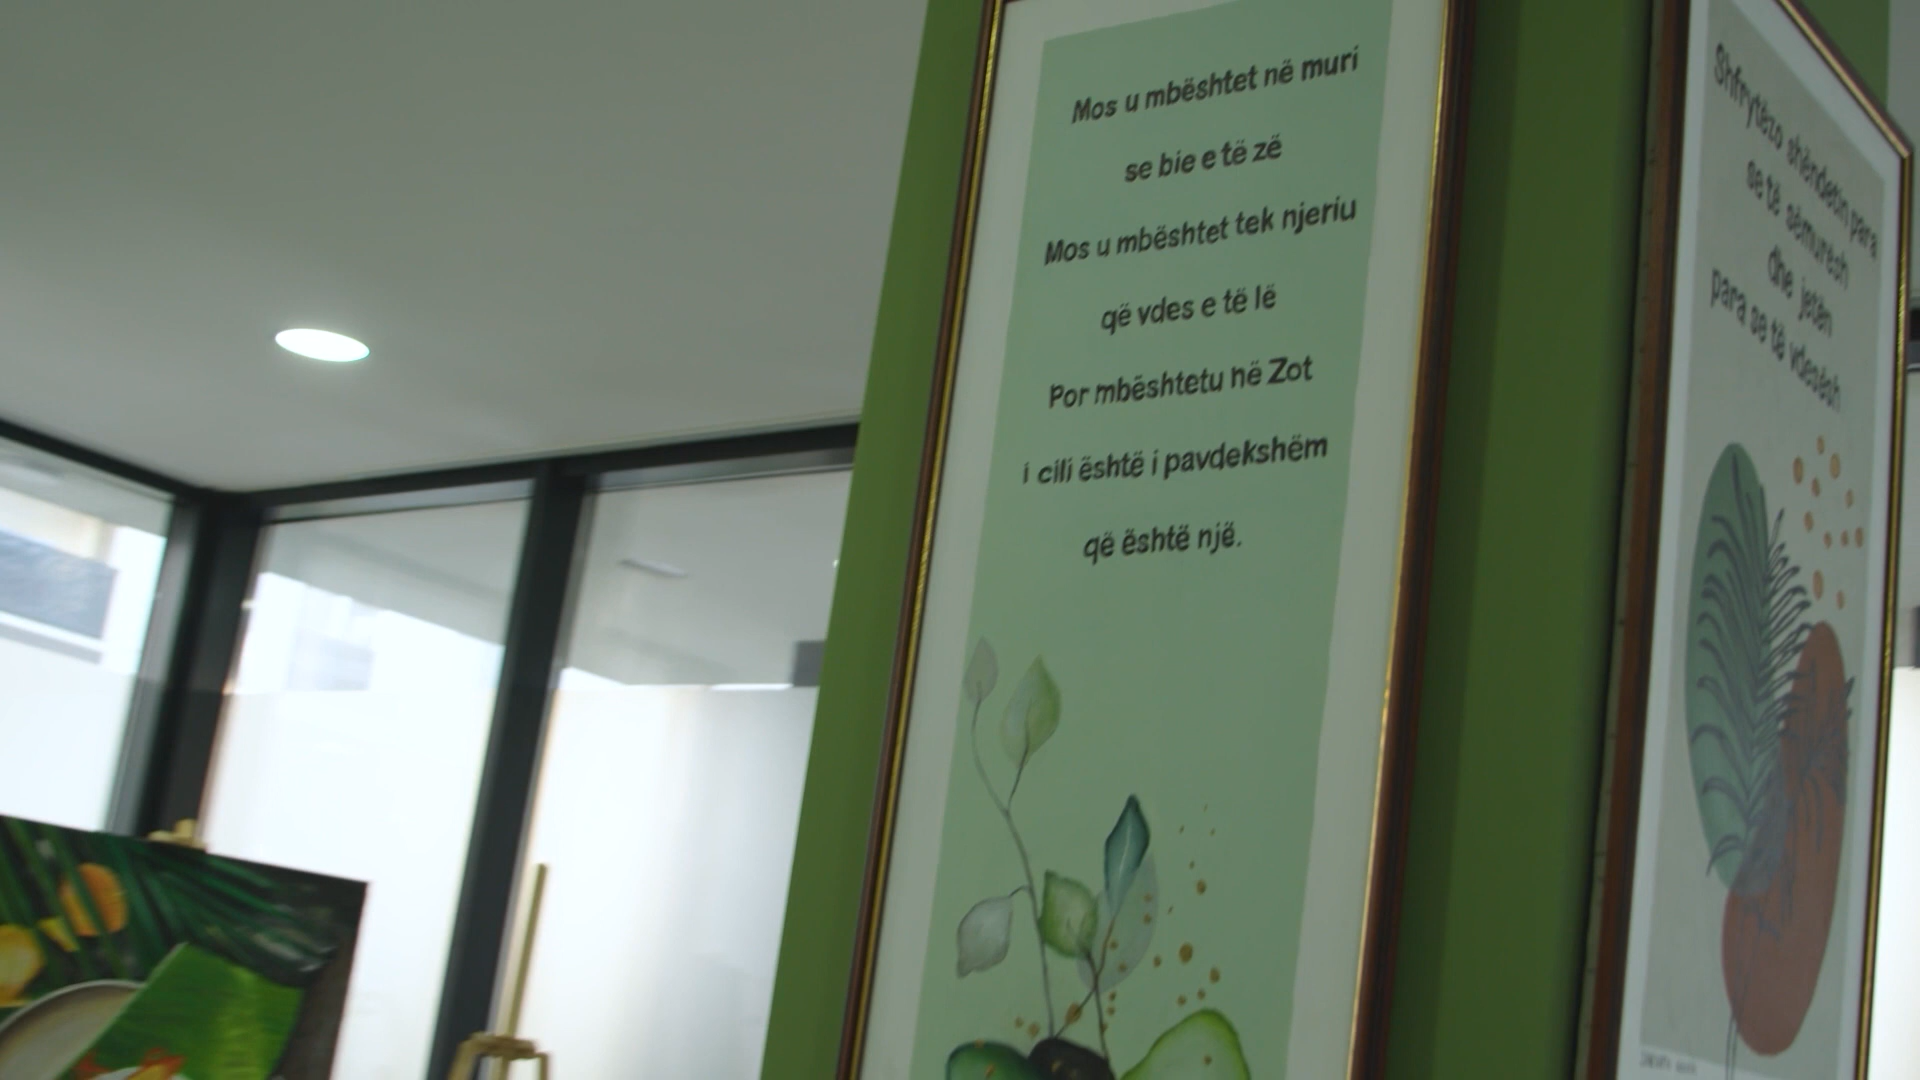 Mos u mbështet në muri
se bie e të zë
Mos u mbështet tek njeriu
që vdes e të lë
Por mbështetu në Zot
i cili është i pavdekshëm
që është një.
Shfrytëzo shëndetin para
se të sëmuresh
dhe jetën
para se të vdesësh